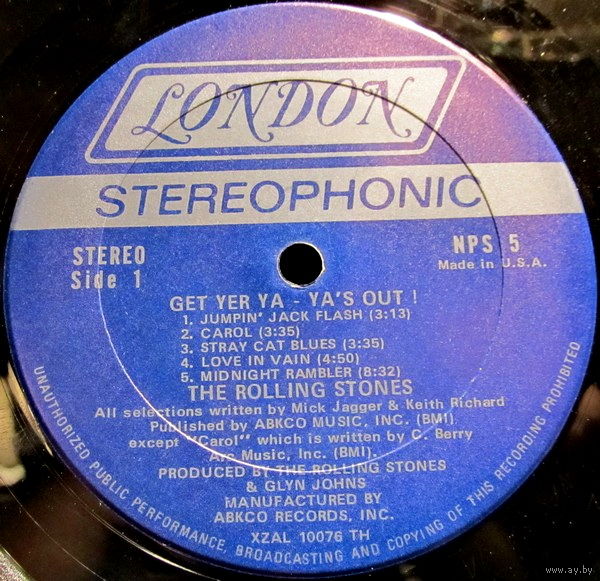 LONDON
STEREOPHONIC
STEREO
Side 1
NPS 5
Made in U.S.A.
GET YER YA - YA'S OUT !
1. JUMPIN' JACK FLASH (3:13)
2. CAROL (3:35)
3. STRAY CAT BLUES (3:35)
4. LOVE IN VAIN (4:50)
5. MIDNIGHT RAMBLER (8:32)
THE ROLLING STONES
All selections written by Mick Jagger & Keith Richard
Published by ABKCO MUSIC, INC. (BMI)
except "Carol" which is written by C. Berry
Arc Music, Inc. (BMI).
PRODUCED BY THE ROLLING STONES
& GLYN JOHNS
MANUFACTURED BY
ABKCO RECORDS, INC.
XZAL 10076 TH
UNAUTHORIZED PUBLIC PERFORMANCE, BROADCASTING AND COPYING OF THIS RECORDING PROHIBITED
www.ay.by